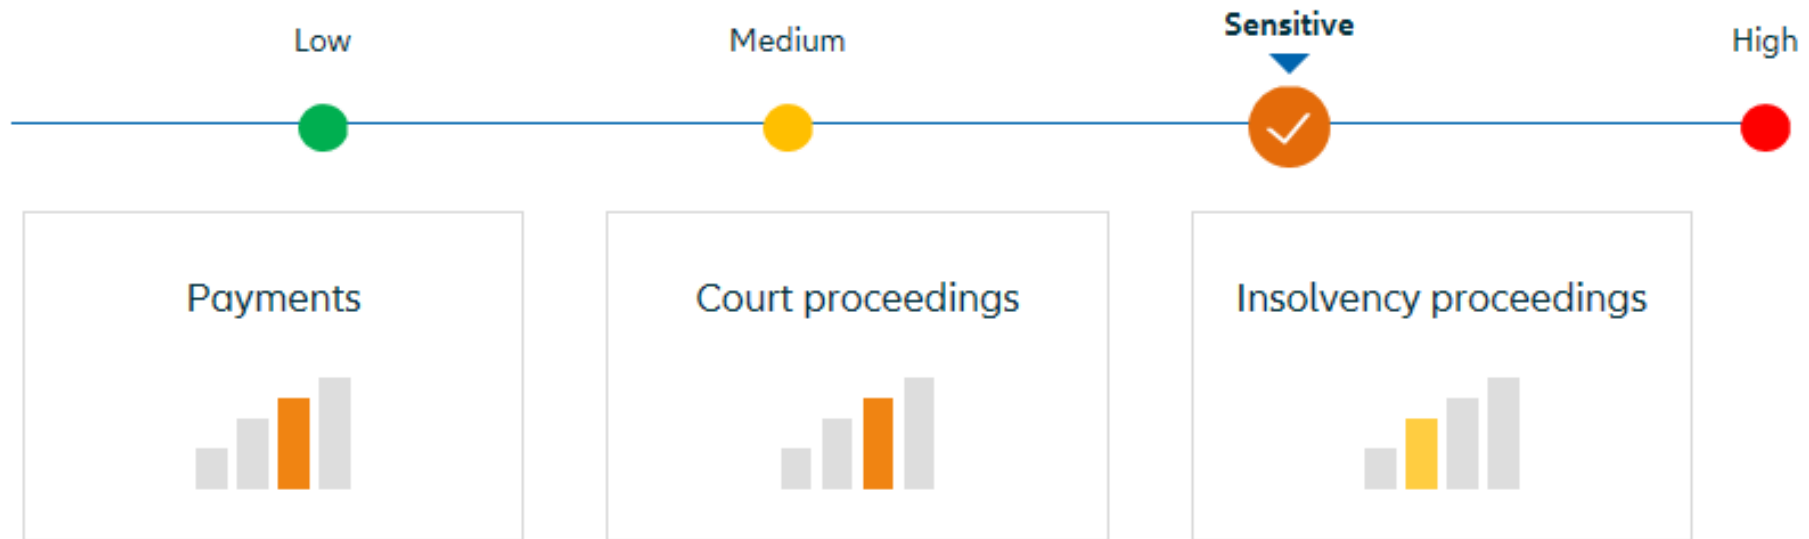 Low
Medium
Sensitive
High
Payments
Court proceedings
Insolvency proceedings